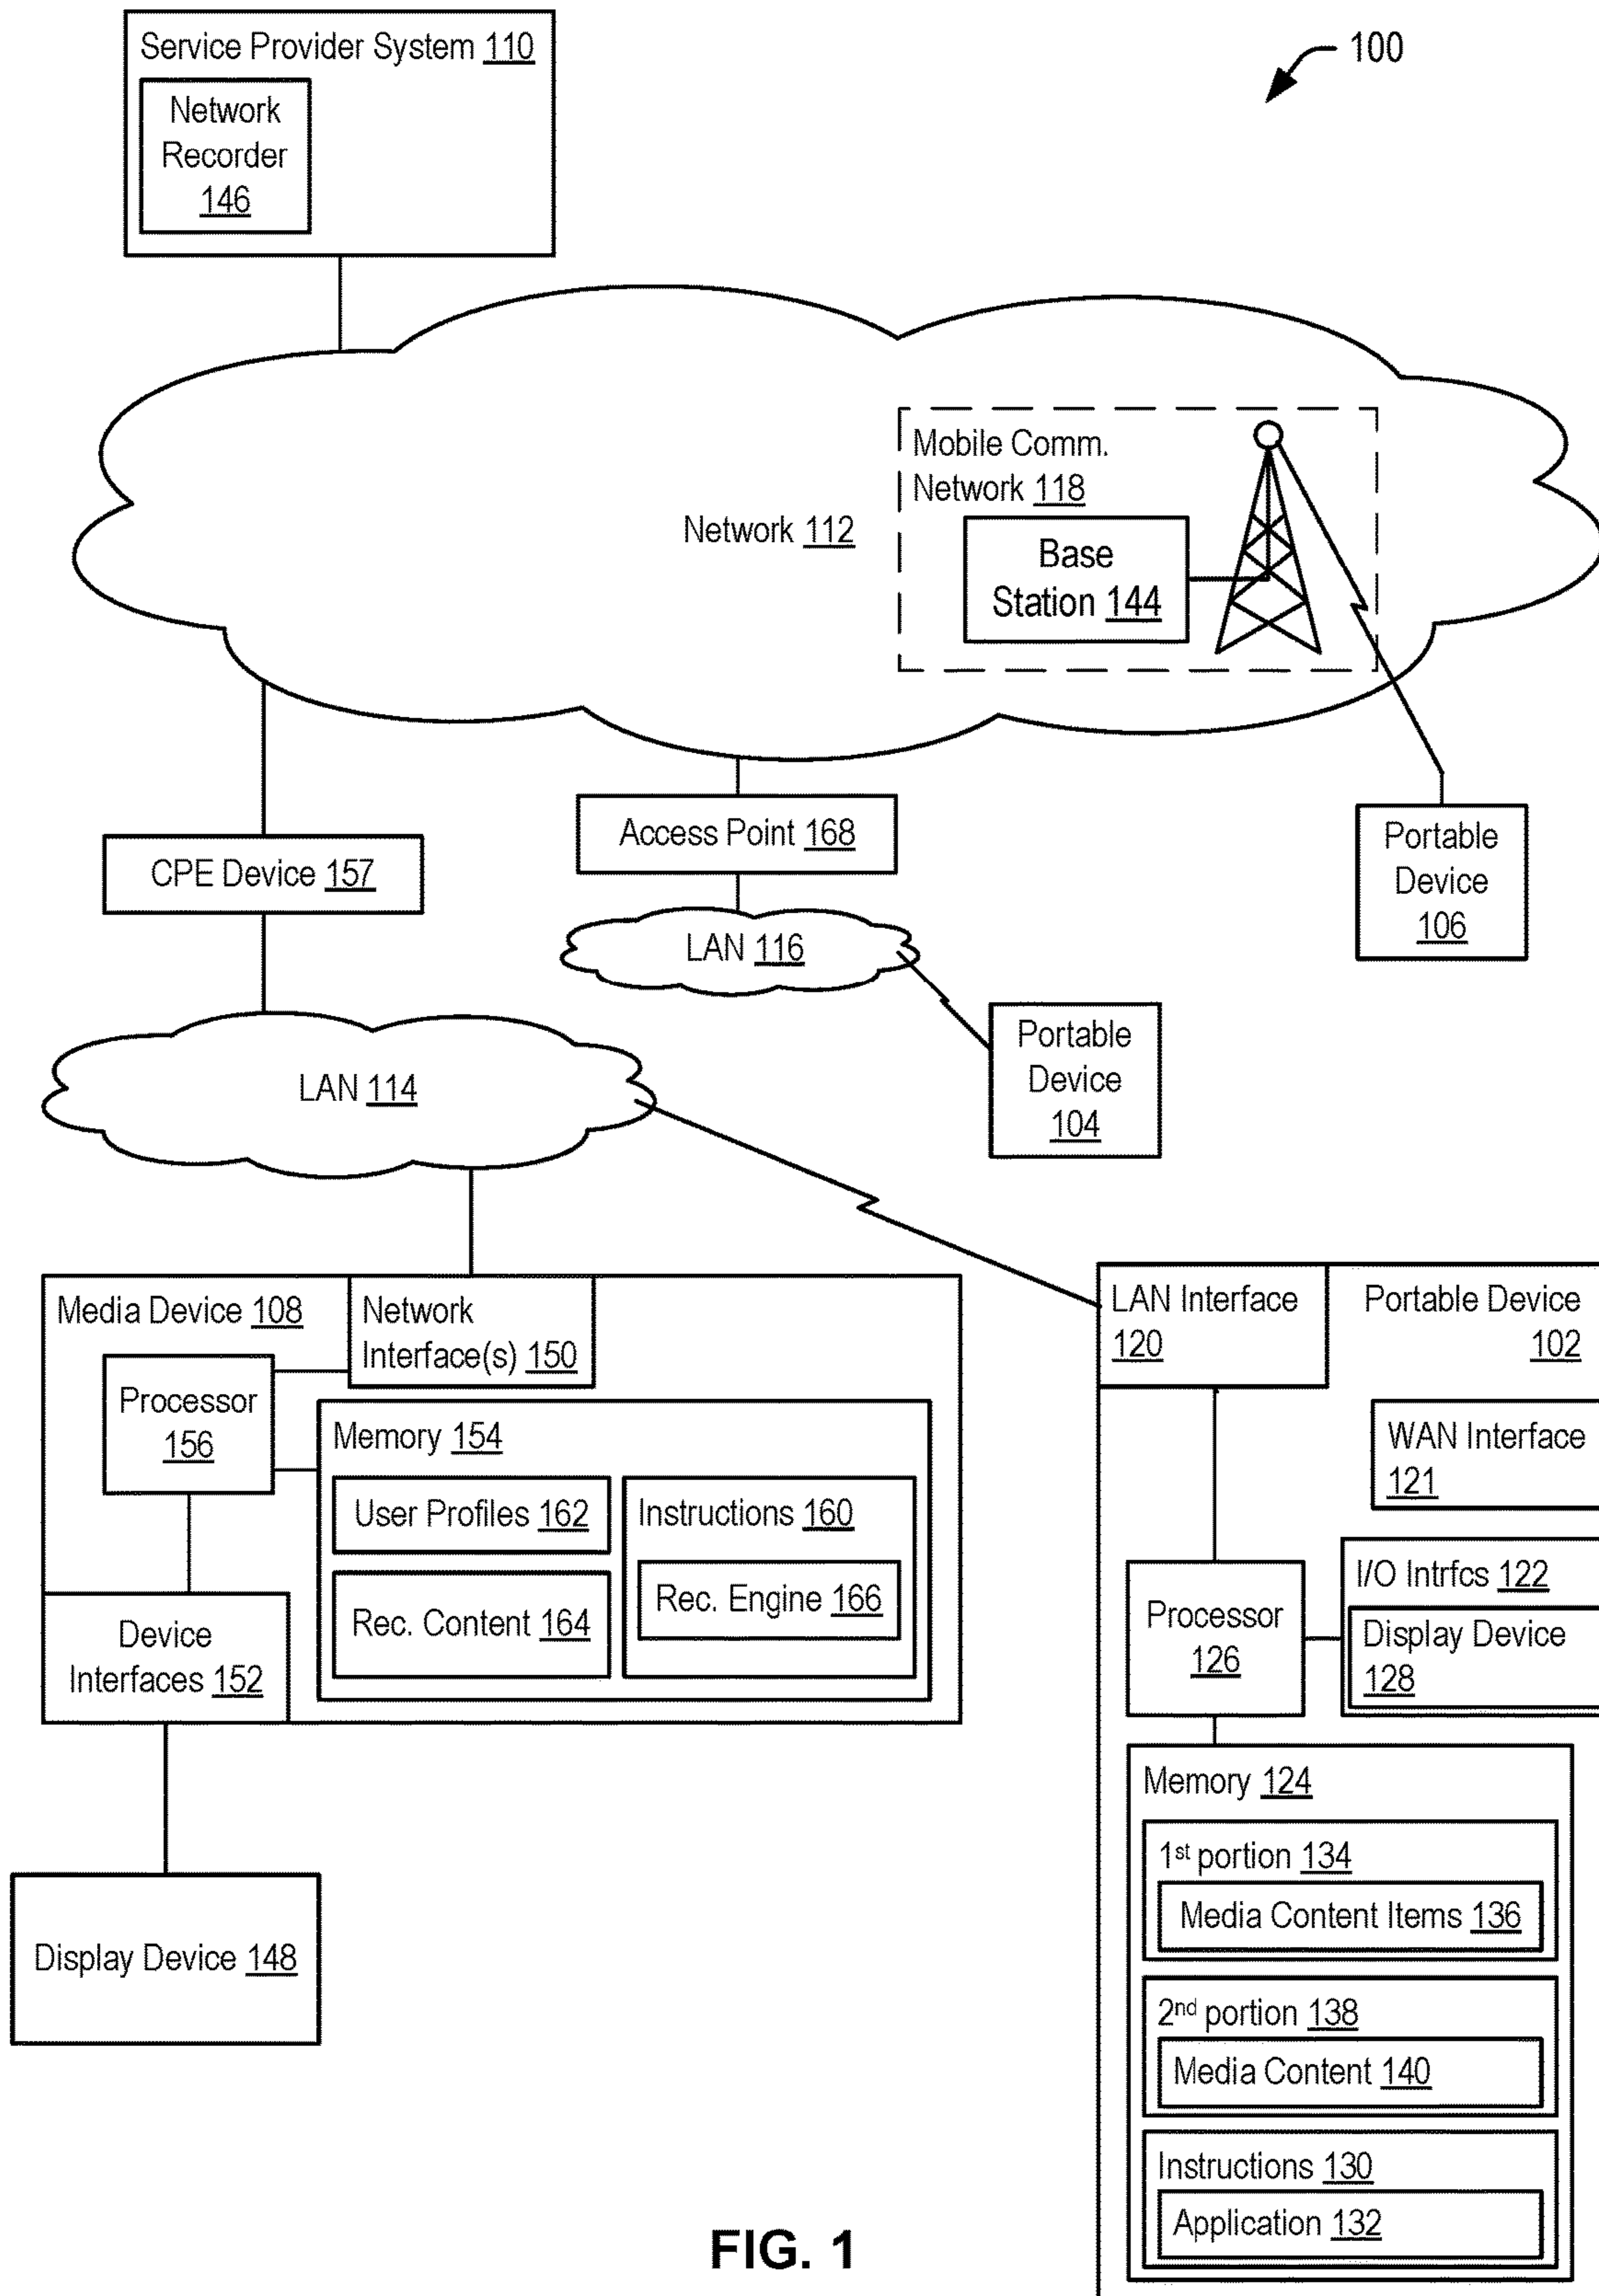 Service Provider System 110
Network
Recorder
146
100
Mobile Comm.
Network 118
Network 112
Base
Station 144
Access Point 168
CPE Device 157
Portable
Device
106
LAN 116
Portable
Device
104
LAN 114
Media Device 108
Network
Interface(s) 150
Processor
156
Memory 154
User Profiles 162
Instructions 160
Rec. Content 164
Rec. Engine 166
Device
Interfaces 152
Display Device 148
LAN Interface
120
Portable Device
102
WAN Interface
121
I/O Intrfcs 122
Display Device
128
Processor
126
Memory 124
1st portion 134
Media Content Items 136
2nd portion 138
Media Content 140
Instructions 130
Application 132
FIG. 1